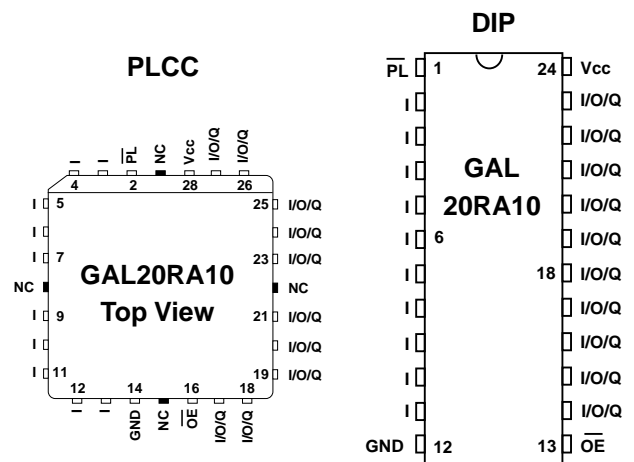 PLCC
I I PL NC Vcc I/O/Q I/O/Q
4 2 28 26
I 5 25 I/O/Q
I I/O/Q
I 7 23 I/O/Q
NC NC
GAL20RA10
Top View
I 9 21 I/O/Q
I I/O/Q
I 11 19 I/O/Q
12 14 16 18
I I GND NC OE I/O/Q I/O/Q
DIP
PL 1 24 Vcc
I I/O/Q
I I/O/Q
I I/O/Q
GAL
I I/O/Q
20RA10
I 6 I/O/Q
I 18 I/O/Q
I I/O/Q
I I/O/Q
I I/O/Q
I I/O/Q
GND 12 13 OE